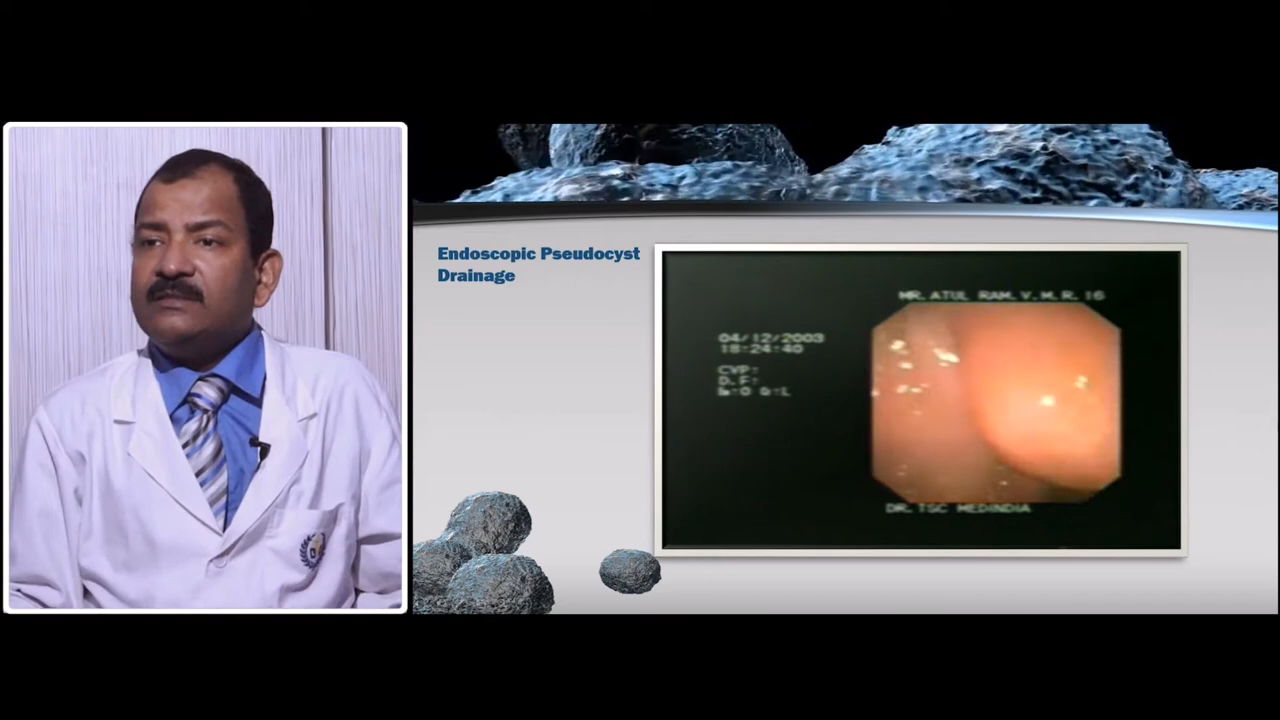 Endoscopic Pseudocyst
Drainage
MR.ATUL RAM.V.M.R.16
04/12/2003
18:24:40
CVP:
D.F:
DR.TSC MEDINDIA